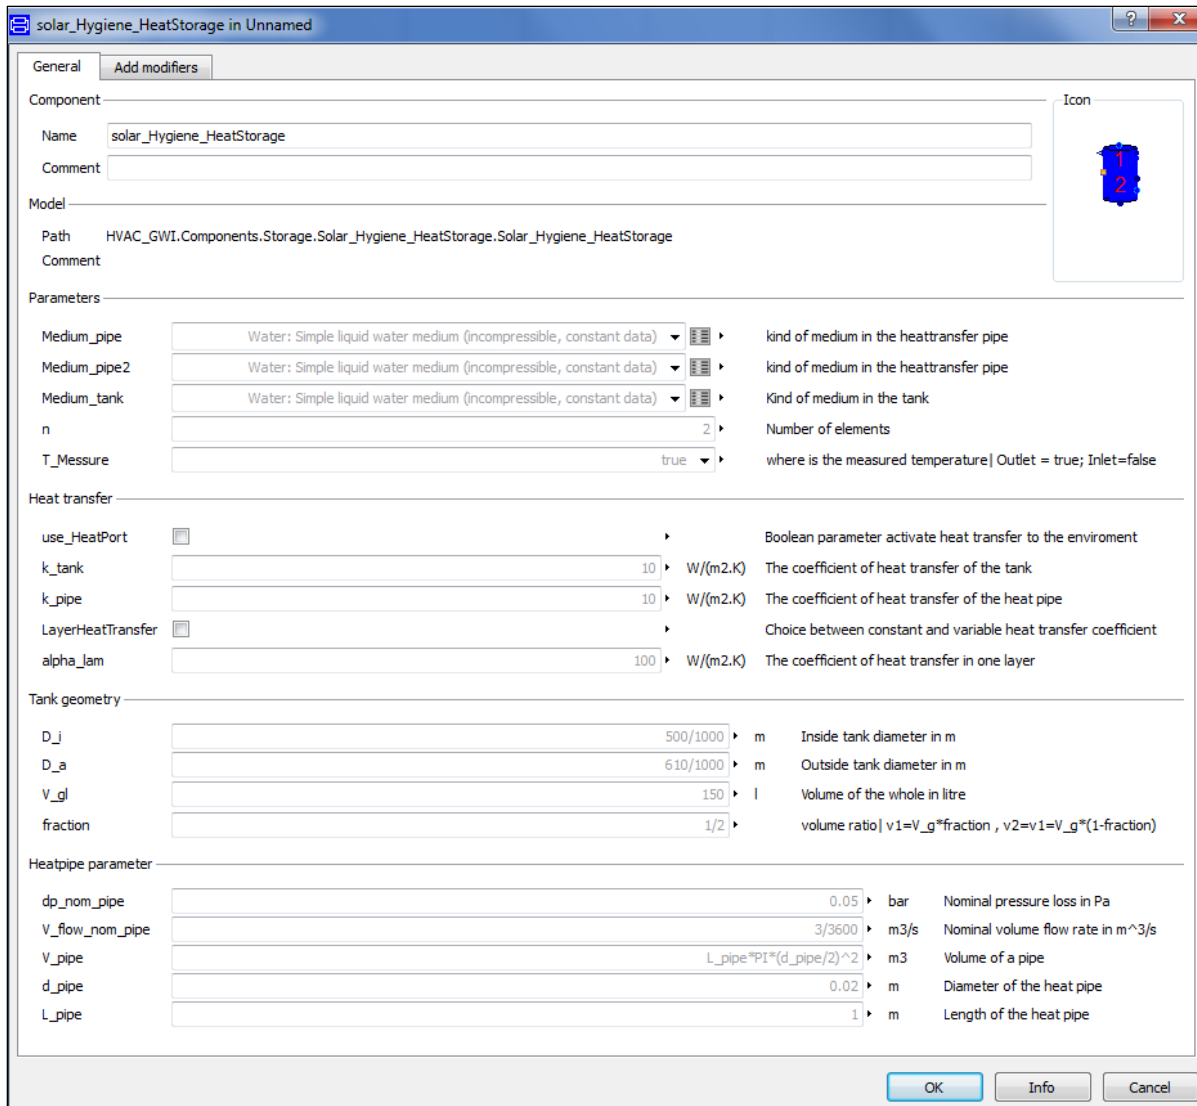 solar_Hygiene_HeatStorage in Unnamed
?
X
General Add modifiers
Component
Icon
Name solar_Hygiene_HeatStorage
Comment
1
2
Model
Path HVAC_GWI.Components.Storage.Solar_Hygiene_HeatStorage.Solar_Hygiene_HeatStorage
Comment
Parameters
Medium_pipe Water: Simple liquid water medium (incompressible, constant data) kind of medium in the heattransfer pipe
Medium_pipe2 Water: Simple liquid water medium (incompressible, constant data) kind of medium in the heattransfer pipe
Medium_tank Water: Simple liquid water medium (incompressible, constant data) Kind of medium in the tank
n 2 Number of elements
T_Messure true where is the measured temperature| Outlet = true; Inlet=false
Heat transfer
use_HeatPort Boolean parameter activate heat transfer to the enviroment
k_tank 10 W/(m2.K) The coefficient of heat transfer of the tank
k_pipe 10 W/(m2.K) The coefficient of heat transfer of the heat pipe
LayerHeatTransfer Choice between constant and variable heat transfer coefficient
alpha_lam 100 W/(m2.K) The coefficient of heat transfer in one layer
Tank geometry
D_i 500/1000 m Inside tank diameter in m
D_a 610/1000 m Outside tank diameter in m
V_gl 150 l Volume of the whole in litre
fraction 1/2 volume ratio| v1=V_g*fraction , v2=v1=V_g*(1-fraction)
Heatpipe parameter
dp_nom_pipe 0.05 bar Nominal pressure loss in Pa
V_flow_nom_pipe 3/3600 m3/s Nominal volume flow rate in m^3/s
V_pipe L_pipe*PI*(d_pipe/2)^2 m3 Volume of a pipe
d_pipe 0.02 m Diameter of the heat pipe
L_pipe 1 m Length of the heat pipe
OK Info Cancel